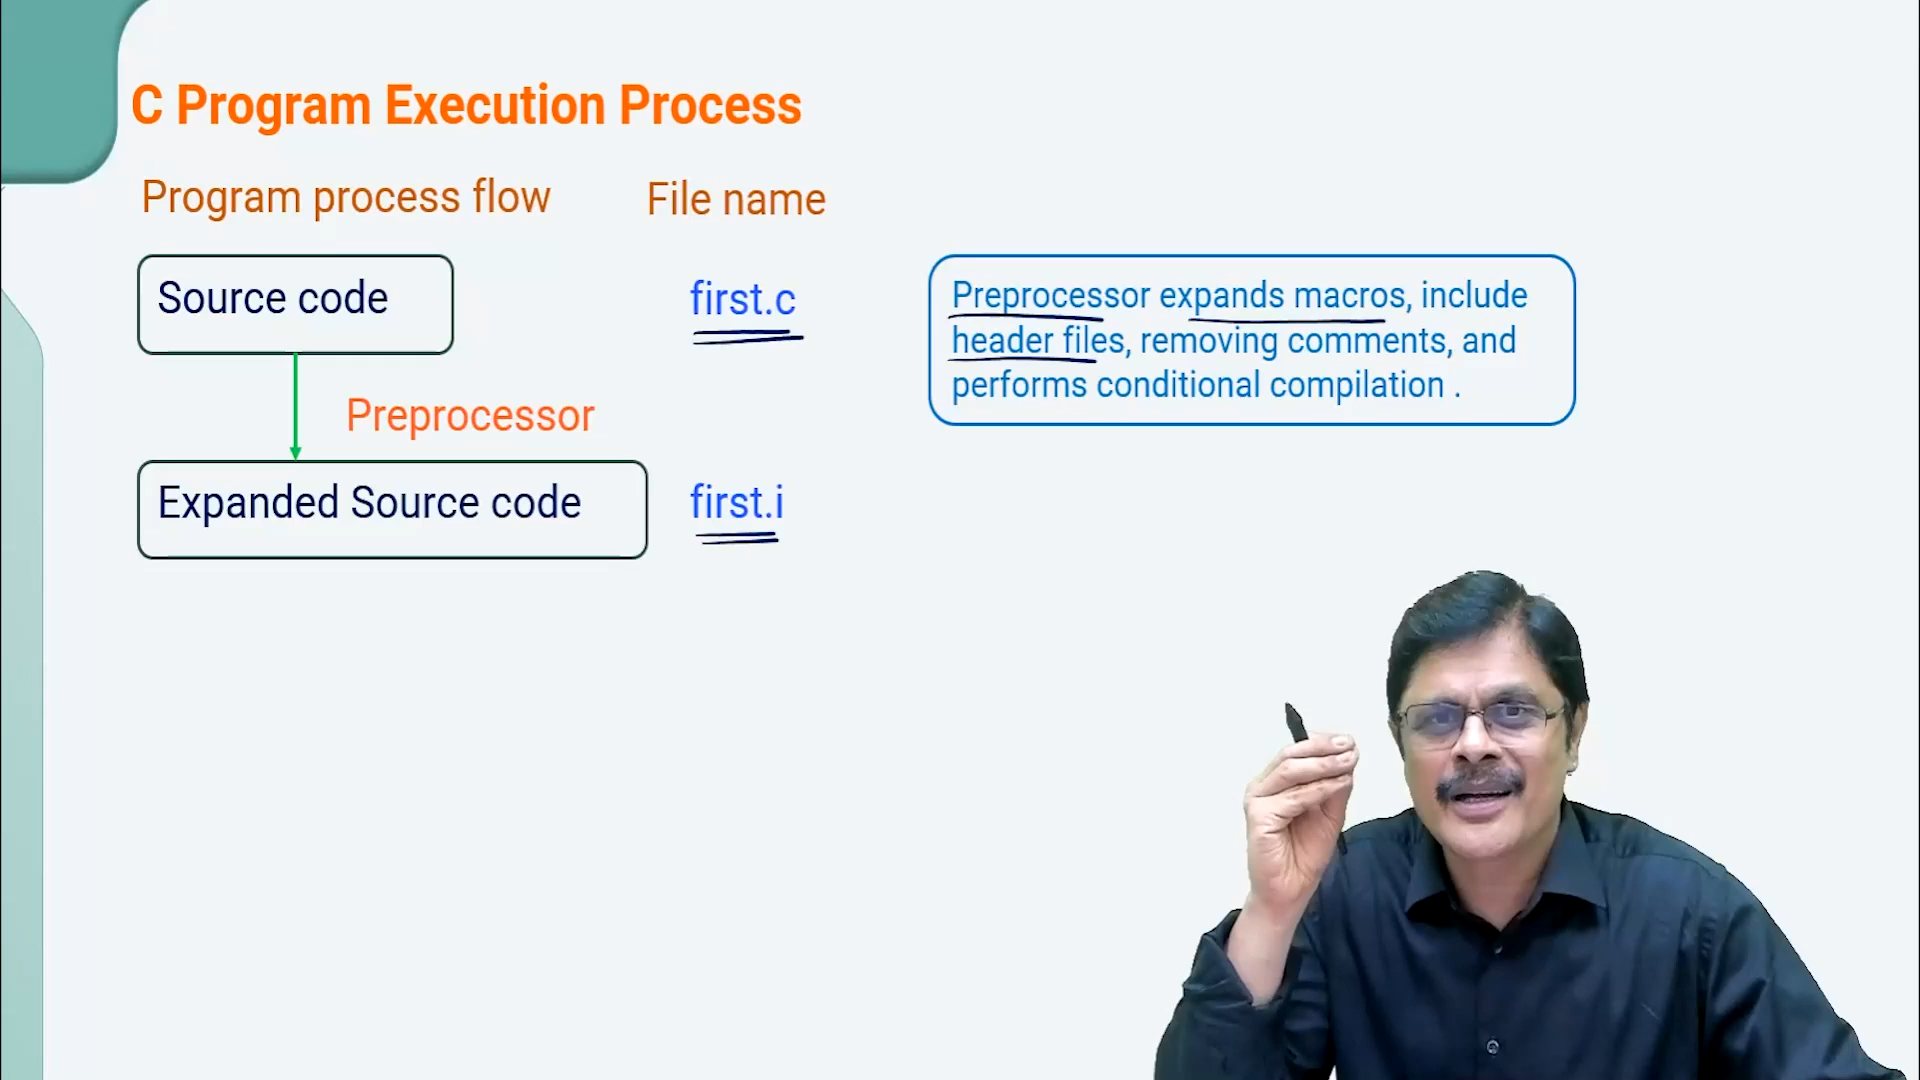 C Program Execution Process
Program process flow
File name
Source code
first.c
Preprocessor expands macros, include
header files, removing comments, and
performs conditional compilation .
Preprocessor
Expanded Source code
first.i